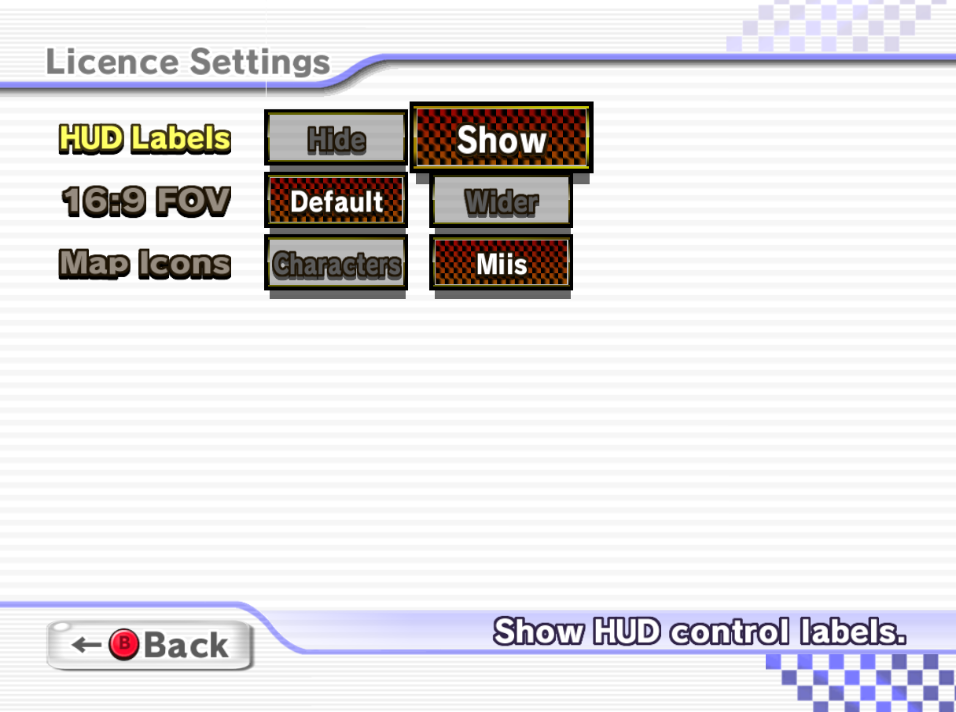 Licence Settings
HUD Labels Hide Show
16:9 FOV Default Wider
Map Icons Characters Miis
← B Back
Show HUD control labels.